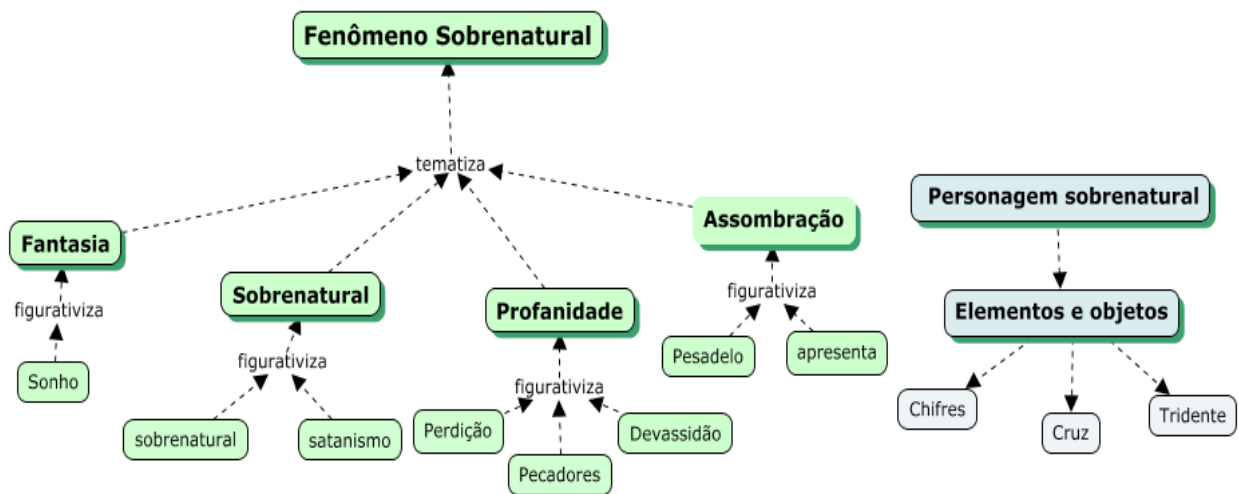 Fenômeno Sobrenatural
tematiza
Fantasia
figurativiza
Sonho
Sobrenatural
figurativiza
sobrenatural
satanismo
Profanidade
figurativiza
Perdição
Pecadores
Devassidão
Assombração
figurativiza
Pesadelo
apresenta
Personagem sobrenatural
Elementos e objetos
Chifres
Cruz
Tridente